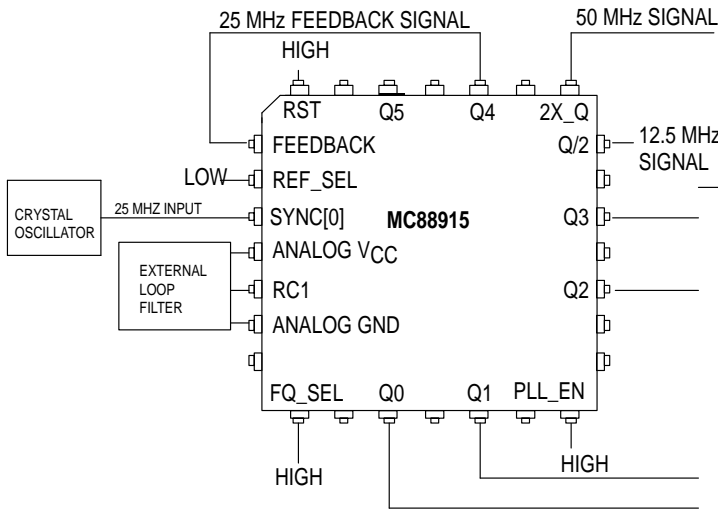 25 MHz FEEDBACK SIGNAL
50 MHz SIGNAL
HIGH
RST
Q5
Q4
2X_Q
FEEDBACK
Q/2
12.5 MHz
SIGNAL
LOW
REF_SEL
CRYSTAL
OSCILLATOR
25 MHZ INPUT
SYNC[0]
MC88915
Q3
ANALOG VCC
EXTERNAL
LOOP
FILTER
RC1
Q2
ANALOG GND
FQ_SEL
Q0
Q1
PLL_EN
HIGH
HIGH